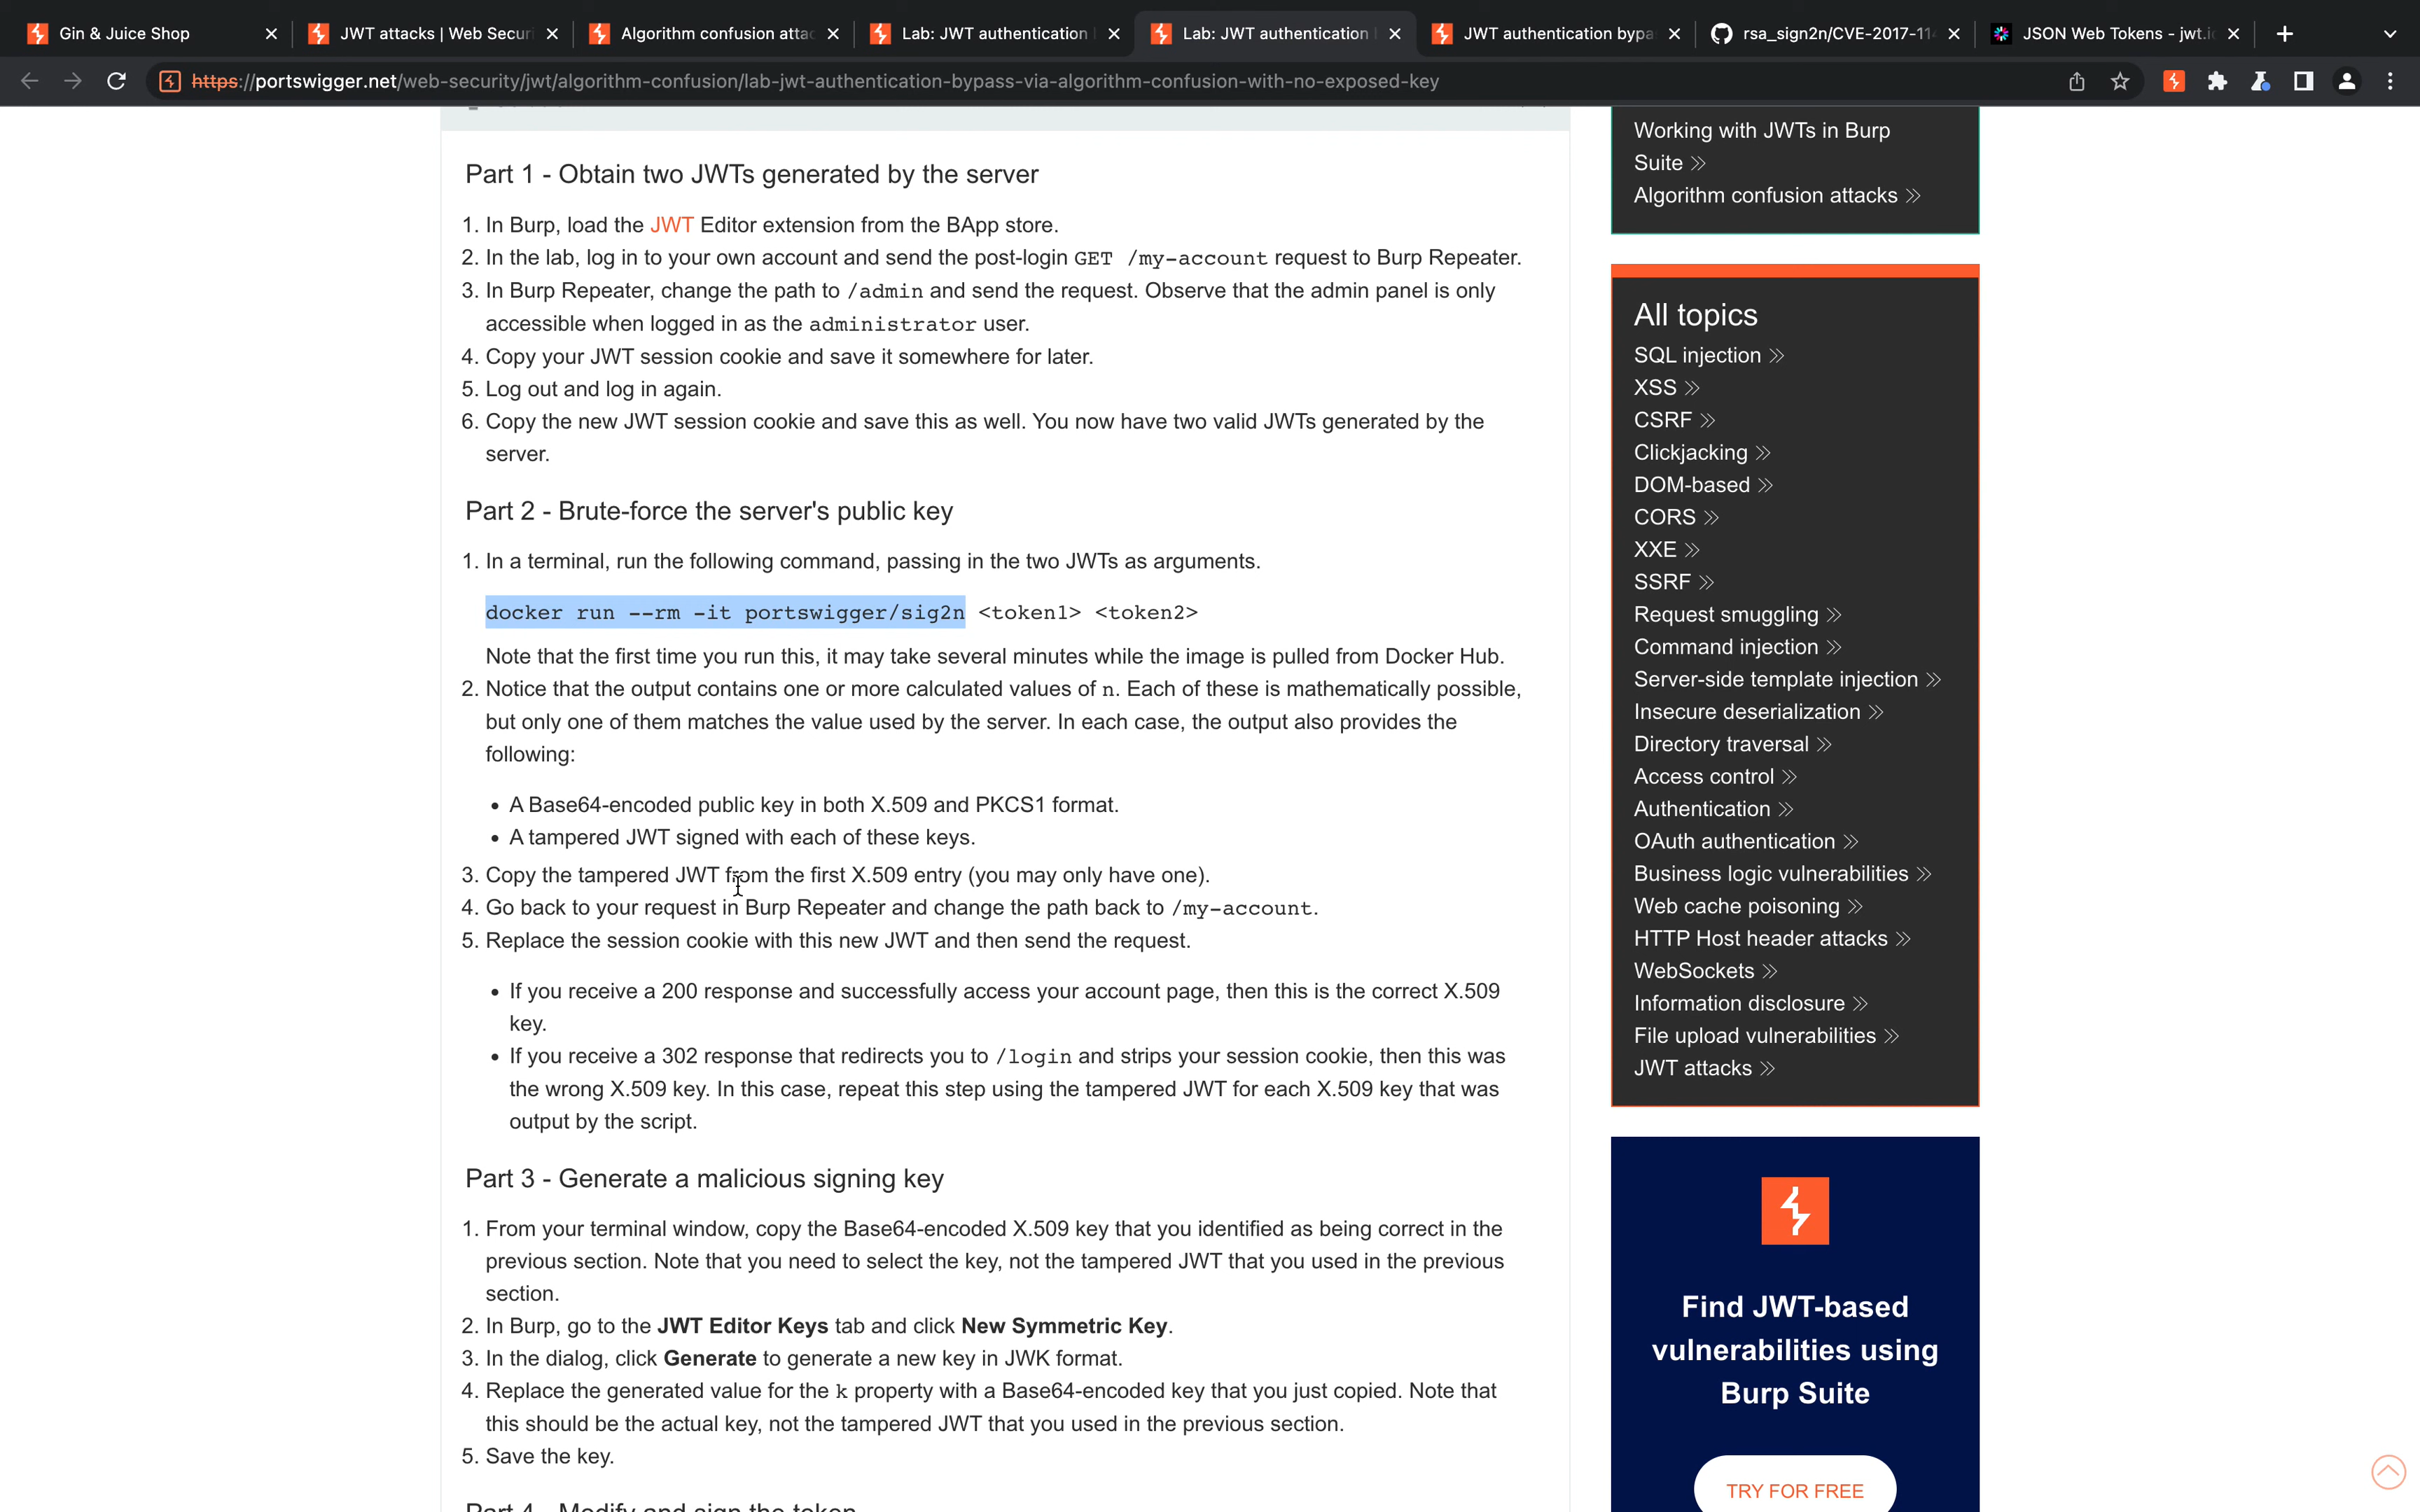 Gin & Juice Shop
JWT attacks | Web Securi
Algorithm confusion attac
Lab: JWT authentication
Lab: JWT authentication
JWT authentication bypa
rsa_sign2n/CVE-2017-114
JSON Web Tokens - jwt.io
https://portswigger.net/web-security/jwt/algorithm-confusion/lab-jwt-authentication-bypass-via-algorithm-confusion-with-no-exposed-key
Part 1 - Obtain two JWTs generated by the server
1. In Burp, load the JWT Editor extension from the BApp store.
2. In the lab, log in to your own account and send the post-login GET /my-account request to Burp Repeater.
3. In Burp Repeater, change the path to /admin and send the request. Observe that the admin panel is only
accessible when logged in as the administrator user.
4. Copy your JWT session cookie and save it somewhere for later.
5. Log out and log in again.
6. Copy the new JWT session cookie and save this as well. You now have two valid JWTs generated by the
server.
Part 2 - Brute-force the server's public key
1. In a terminal, run the following command, passing in the two JWTs as arguments.
docker run --rm -it portswigger/sig2n <token1> <token2>
Note that the first time you run this, it may take several minutes while the image is pulled from Docker Hub.
2. Notice that the output contains one or more calculated values of n. Each of these is mathematically possible,
but only one of them matches the value used by the server. In each case, the output also provides the
following:
• A Base64-encoded public key in both X.509 and PKCS1 format.
• A tampered JWT signed with each of these keys.
3. Copy the tampered JWT from the first X.509 entry (you may only have one).
4. Go back to your request in Burp Repeater and change the path back to /my-account.
5. Replace the session cookie with this new JWT and then send the request.
• If you receive a 200 response and successfully access your account page, then this is the correct X.509
key.
• If you receive a 302 response that redirects you to /login and strips your session cookie, then this was
the wrong X.509 key. In this case, repeat this step using the tampered JWT for each X.509 key that was
output by the script.
Part 3 - Generate a malicious signing key
1. From your terminal window, copy the Base64-encoded X.509 key that you identified as being correct in the
previous section. Note that you need to select the key, not the tampered JWT that you used in the previous
section.
2. In Burp, go to the JWT Editor Keys tab and click New Symmetric Key.
3. In the dialog, click Generate to generate a new key in JWK format.
4. Replace the generated value for the k property with a Base64-encoded key that you just copied. Note that
this should be the actual key, not the tampered JWT that you used in the previous section.
5. Save the key.
Part 4 - Modify and sign the token
Working with JWTs in Burp
Suite »
Algorithm confusion attacks »
All topics
SQL injection »
XSS »
CSRF »
Clickjacking »
DOM-based »
CORS »
XXE »
SSRF »
Request smuggling »
Command injection »
Server-side template injection »
Insecure deserialization »
Directory traversal »
Access control »
Authentication »
OAuth authentication »
Business logic vulnerabilities »
Web cache poisoning »
HTTP Host header attacks »
WebSockets »
Information disclosure »
File upload vulnerabilities »
JWT attacks »
Find JWT-based
vulnerabilities using
Burp Suite
TRY FOR FREE